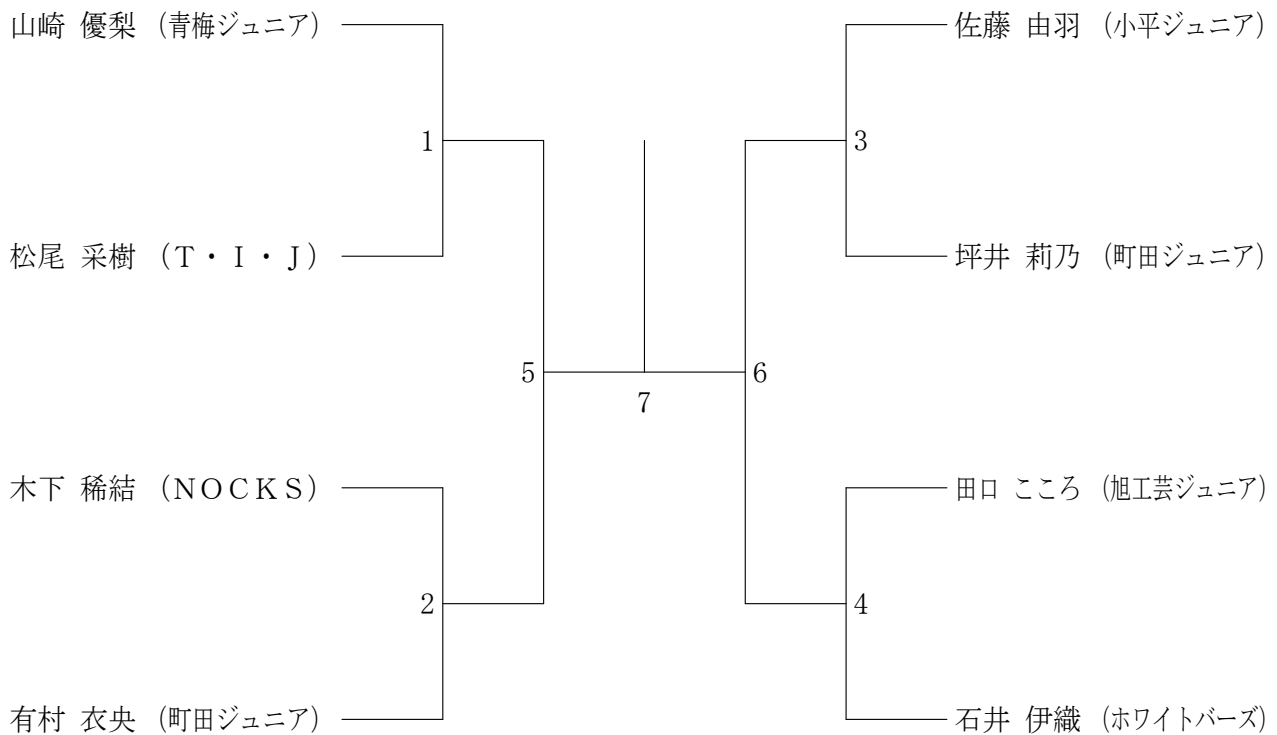 山崎 優梨 (青梅ジュニア)
1
松尾 采樹 (T・I・J)
木下 稀結 (NOCKS)
2
有村 衣央 (町田ジュニア)
5
7
6
佐藤 由羽 (小平ジュニア)
3
坪井 莉乃 (町田ジュニア)
田口 こころ (旭工芸ジュニア)
4
石井 伊織 (ホワイトバーズ)